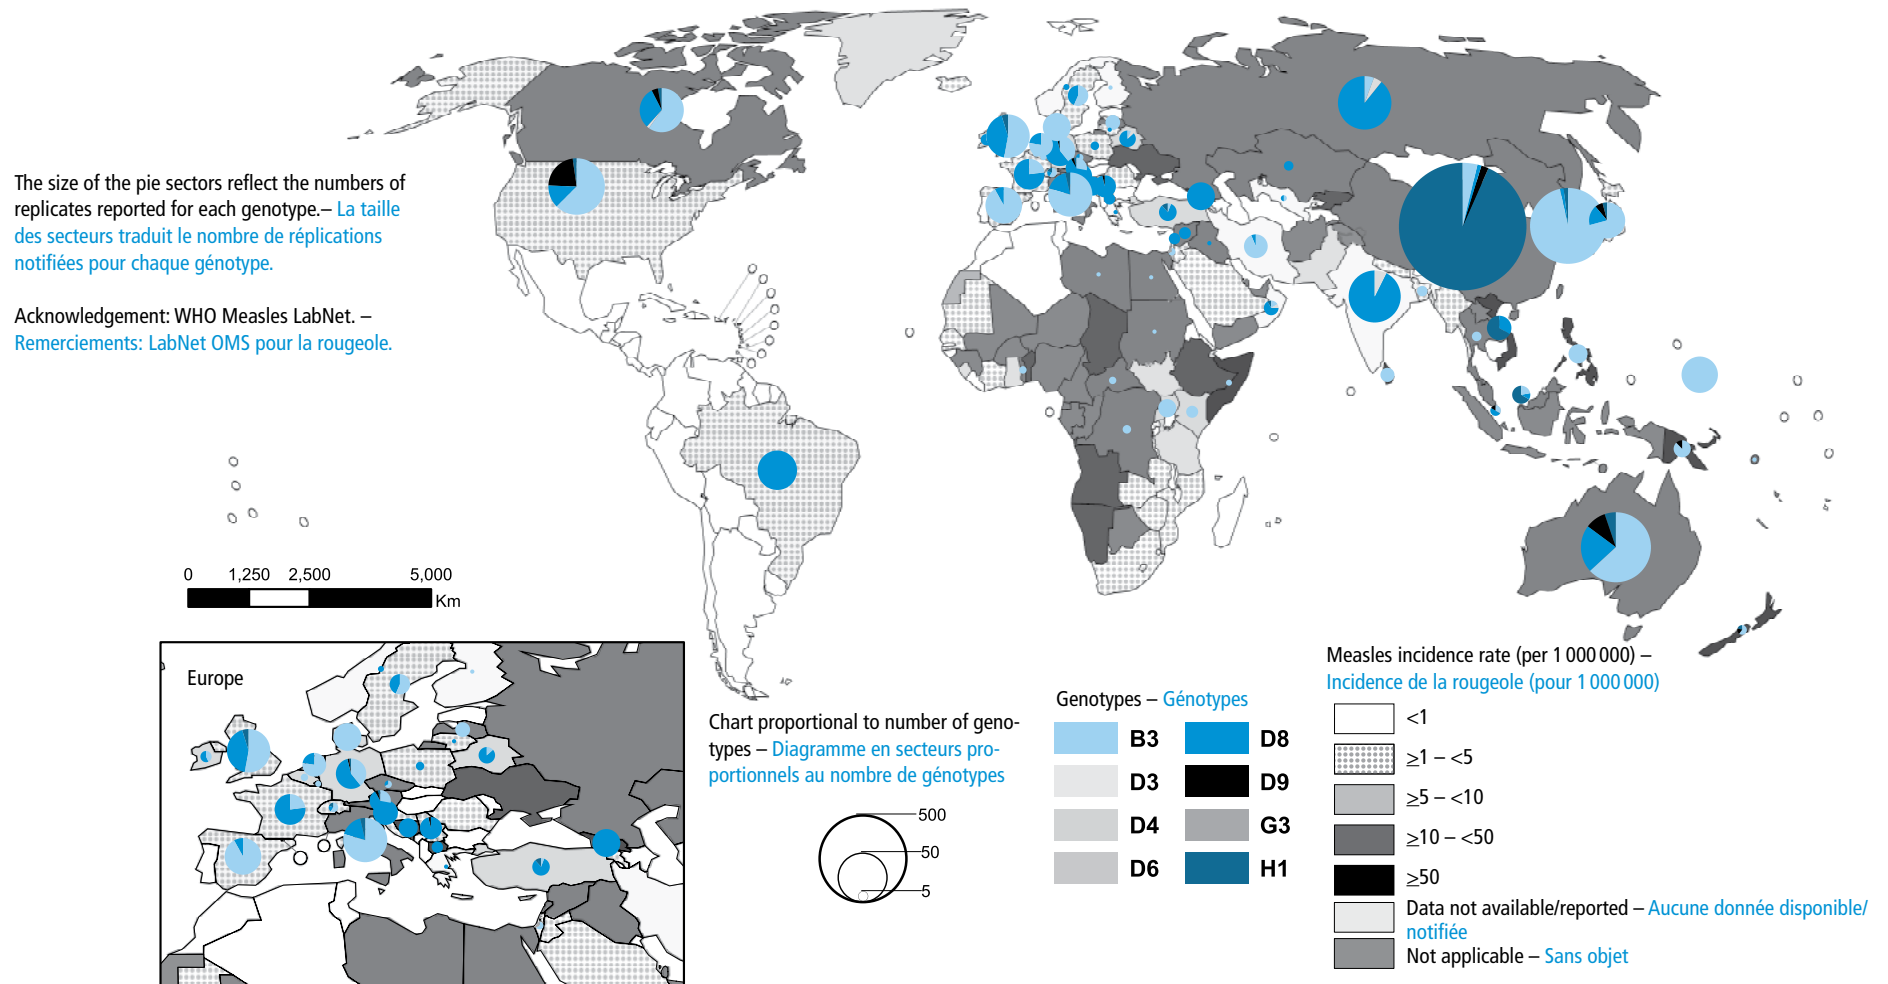 The size of the pie sectors reflect the numbers of
replicates reported for each genotype.– La taille
des secteurs traduit le nombre de réplications
notifiées pour chaque génotype.
Acknowledgement: WHO Measles LabNet. –
Remerciements: LabNet OMS pour la rougeole.
0 1,250 2,500 5,000
Km
Europe
Chart proportional to number of geno-
types – Diagramme en secteurs pro-
portionnels au nombre de génotypes
500
50
5
Genotypes – Génotypes
B3 D8
D3 D9
D4 G3
D6 H1
Measles incidence rate (per 1 000 000) –
Incidence de la rougeole (pour 1 000 000)
<1
≥1 – <5
≥5 – <10
≥10 – <50
≥50
Data not available/reported – Aucune donnée disponible/
notifiée
Not applicable – Sans objet